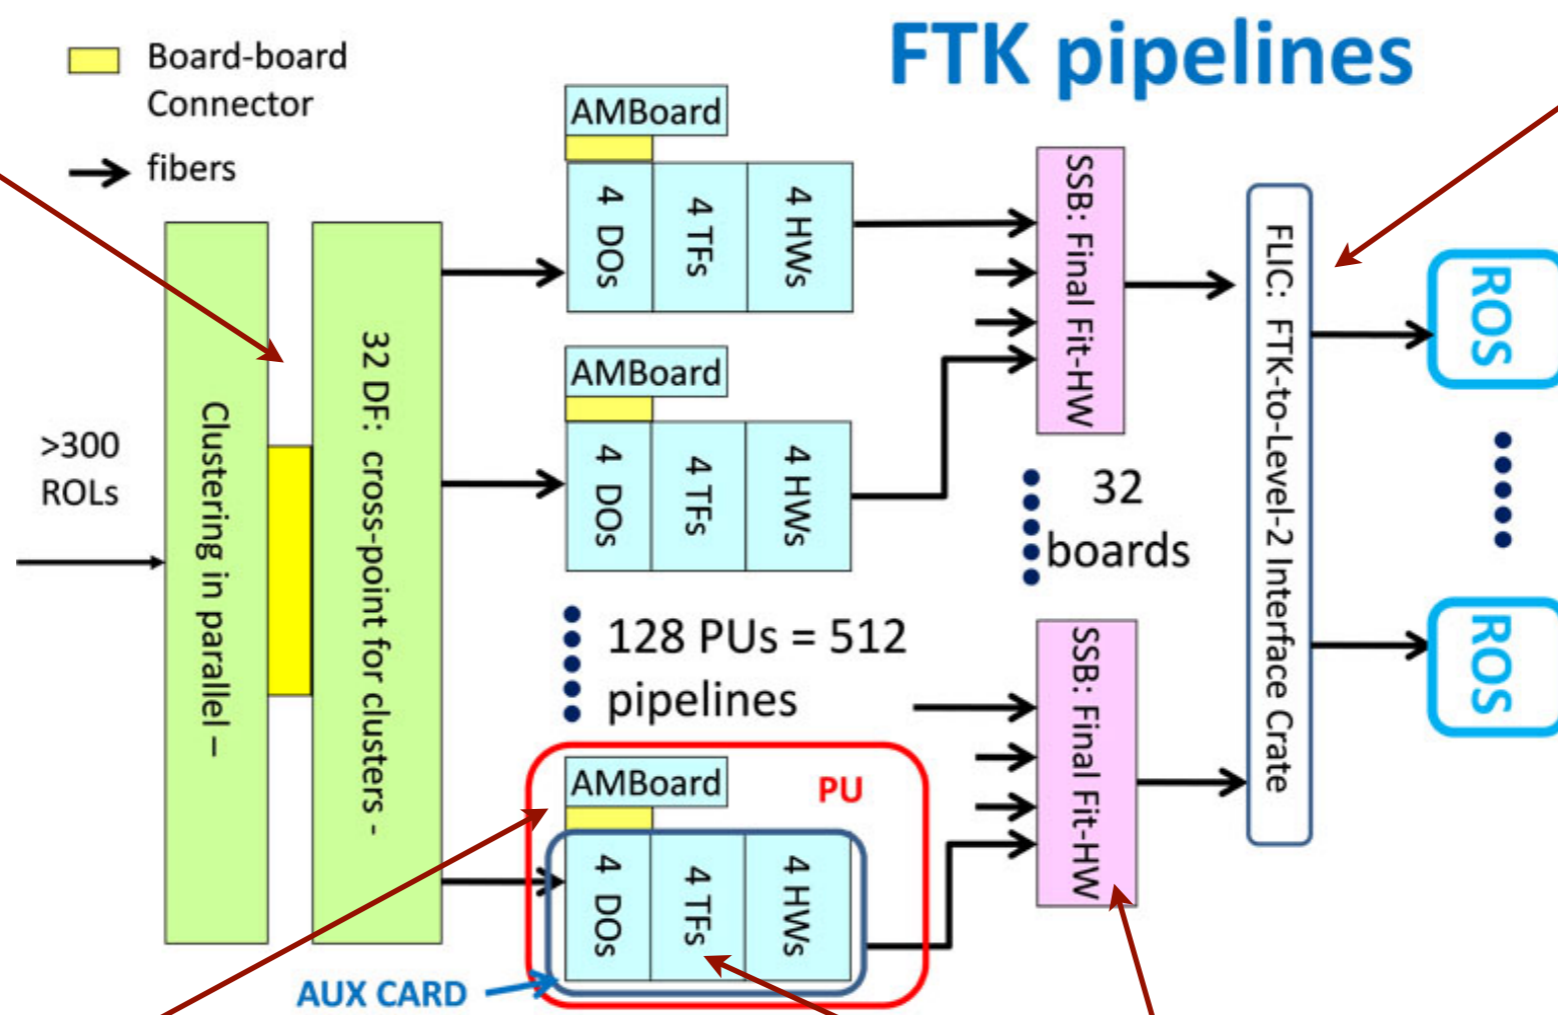 FTK pipelines
Board-board
Connector
fibers
>300
ROLs
Clustering in parallel –
32 DF: cross-point for clusters -
AMBoard
4 DOs
4 TFs
4 HWs
AMBoard
4 DOs
4 TFs
4 HWs
128 PUs = 512
pipelines
AMBoard
PU
4 DOs
4 TFs
4 HWs
AUX CARD
SSB: Final Fit-HW
32
boards
SSB: Final Fit-HW
FLIC: FTK-to-Level-2 Interface Crate
ROS
ROS